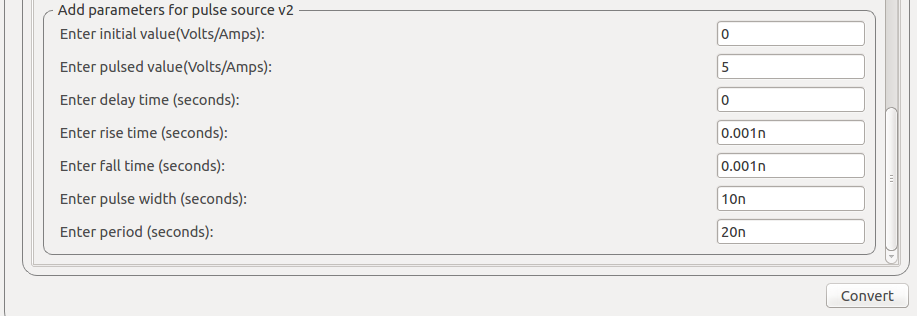 Add parameters for pulse source v2
Enter initial value(Volts/Amps): 0
Enter pulsed value(Volts/Amps): 5
Enter delay time (seconds): 0
Enter rise time (seconds): 0.001n
Enter fall time (seconds): 0.001n
Enter pulse width (seconds): 10n
Enter period (seconds): 20n
Convert